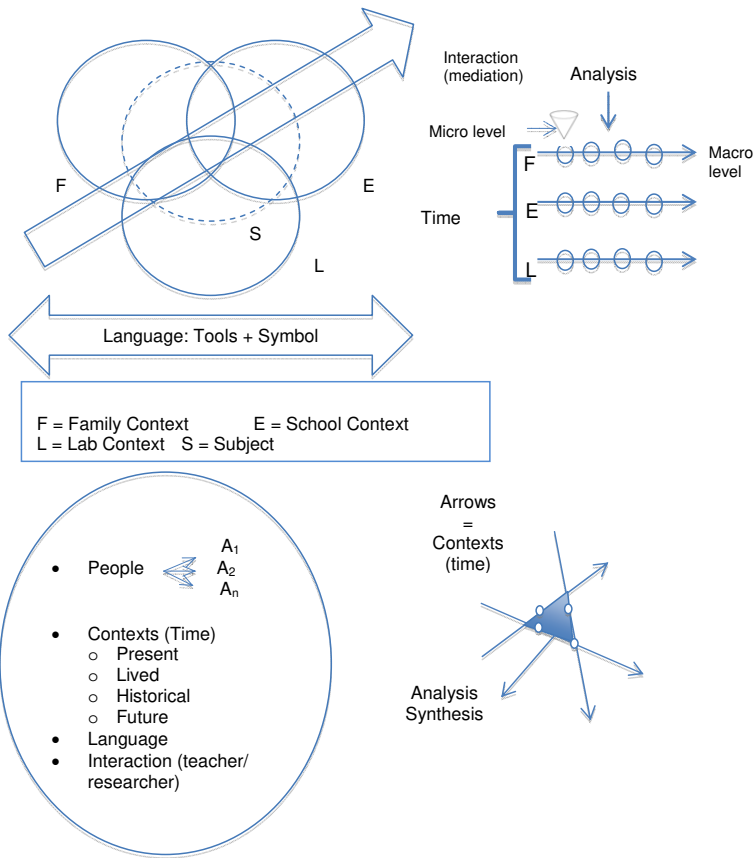 F
E
S
L
Interaction
(mediation)
Analysis
Micro level
Macro
level
Time
F
E
L
Language: Tools + Symbol
F = Family Context E = School Context
L = Lab Context S = Subject
• People
A1
A2
An
• Contexts (Time)
o Present
o Lived
o Historical
o Future
• Language
• Interaction (teacher/
researcher)
Arrows
=
Contexts
(time)
Analysis
Synthesis